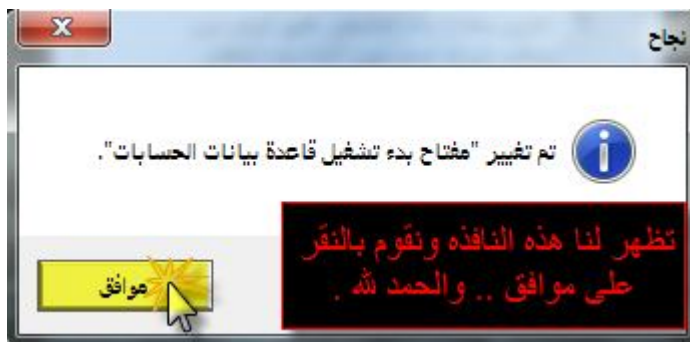 نجاح
تم تغيير "مفتاح بدء تشغيل قاعدة بيانات الحسابات".
تظهر لنا هذه النافذه ونقوم بالنقر
على موافق .. والحمد لله .
موافق